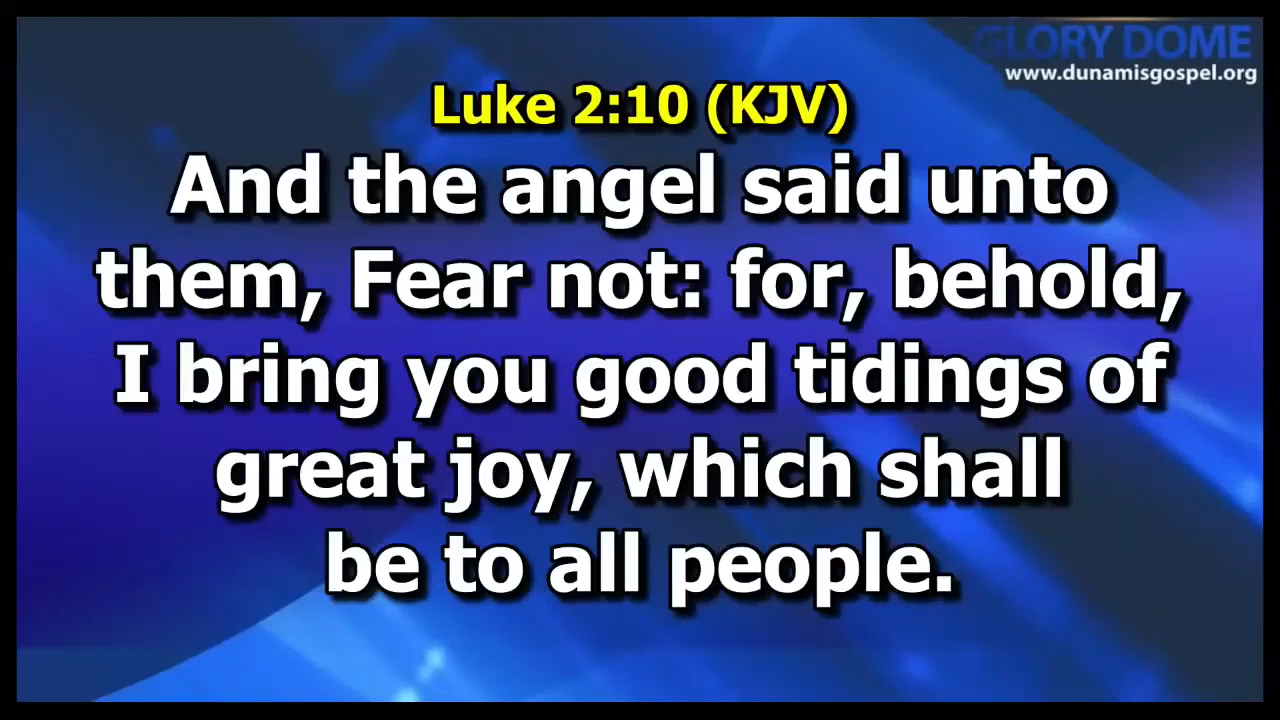 GLORY DOME
www.dunamisgospel.org
Luke 2:10 (KJV)
And the angel said unto
them, Fear not: for, behold,
I bring you good tidings of
great joy, which shall
be to all people.